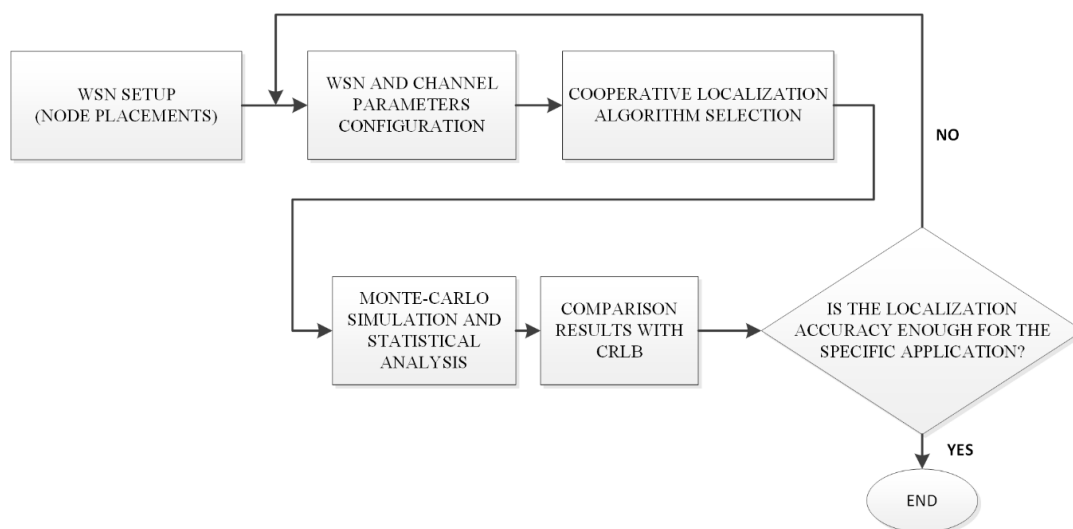 WSN SETUP
(NODE PLACEMENTS)
WSN AND CHANNEL
PARAMETERS
CONFIGURATION
COOPERATIVE LOCALIZATION
ALGORITHM SELECTION
NO
MONTE-CARLO
SIMULATION AND
STATISTICAL
ANALYSIS
COMPARISON
RESULTS WITH
CRLB
IS THE LOCALIZATION
ACCURACY ENOUGH FOR THE
SPECIFIC APPLICATION?
YES
END